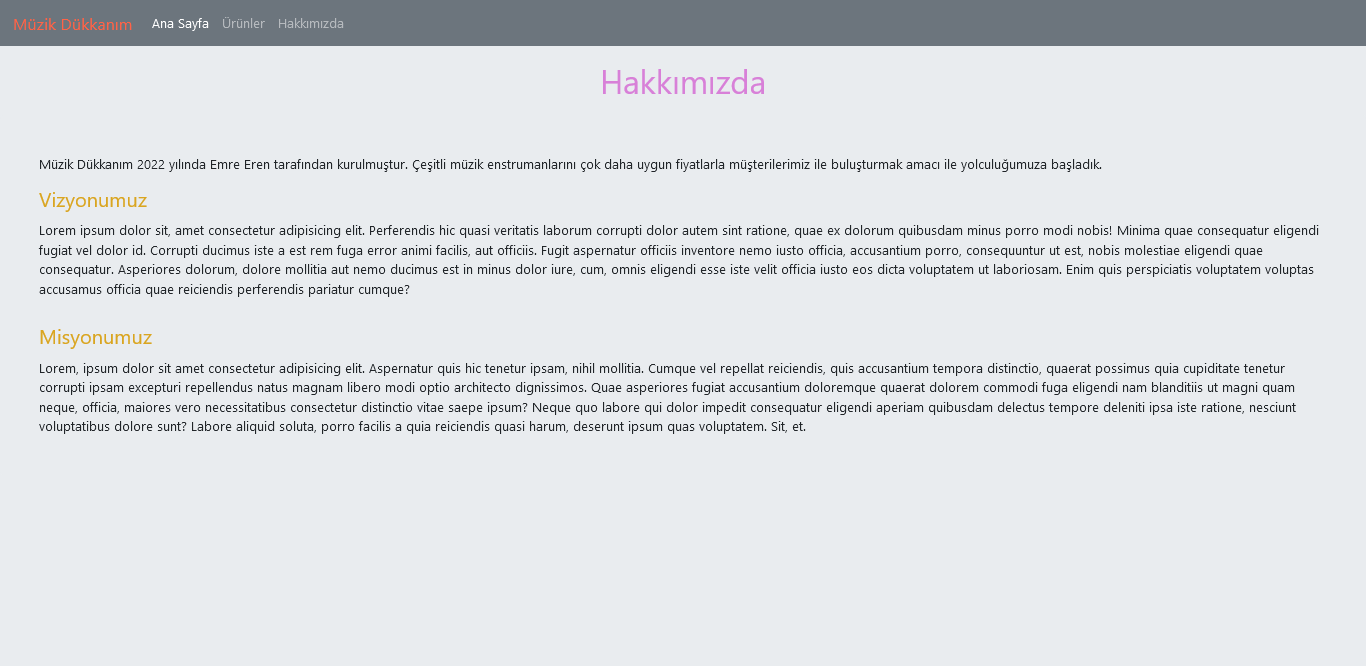 Müzik Dükkanım Ana Sayfa Ürünler Hakkımızda
Hakkımızda
Müzik Dükkanım 2022 yılında Emre Eren tarafından kurulmuştur. Çeşitli müzik enstrumanlarını çok daha uygun fiyatlarla müşterilerimiz ile buluşturmak amacı ile yolculuğumuza başladık.
Vizyonumuz
Lorem ipsum dolor sit, amet consectetur adipisicing elit. Perferendis hic quasi veritatis laborum corrupti dolor autem sint ratione, quae ex dolorum quibusdam minus porro modi nobis! Minima quae consequatur eligendi
fugiat vel dolor id. Corrupti ducimus iste a est rem fuga error animi facilis, aut officiis. Fugit aspernatur officiis inventore nemo iusto officia, accusantium porro, consequuntur ut est, nobis molestiae eligendi quae
consequatur. Asperiores dolorum, dolore mollitia aut nemo ducimus est in minus dolor iure, cum, omnis eligendi esse iste velit officia iusto eos dicta voluptatem ut laboriosam. Enim quis perspiciatis voluptatem voluptas
accusamus officia quae reiciendis perferendis pariatur cumque?
Misyonumuz
Lorem, ipsum dolor sit amet consectetur adipisicing elit. Aspernatur quis hic tenetur ipsam, nihil mollitia. Cumque vel repellat reiciendis, quis accusantium tempora distinctio, quaerat possimus quia cupiditate tenetur
corrupti ipsam excepturi repellendus natus magnam libero modi optio architecto dignissimos. Quae asperiores fugiat accusantium doloremque quaerat dolorem commodi fuga eligendi nam blanditiis ut magni quam
neque, officia, maiores vero necessitatibus consectetur distinctio vitae saepe ipsum? Neque quo labore qui dolor impedit consequatur eligendi aperiam quibusdam delectus tempore deleniti ipsa iste ratione, nesciunt
voluptatibus dolore sunt? Labore aliquid soluta, porro facilis a quia reiciendis quasi harum, deserunt ipsum quas voluptatem. Sit, et.